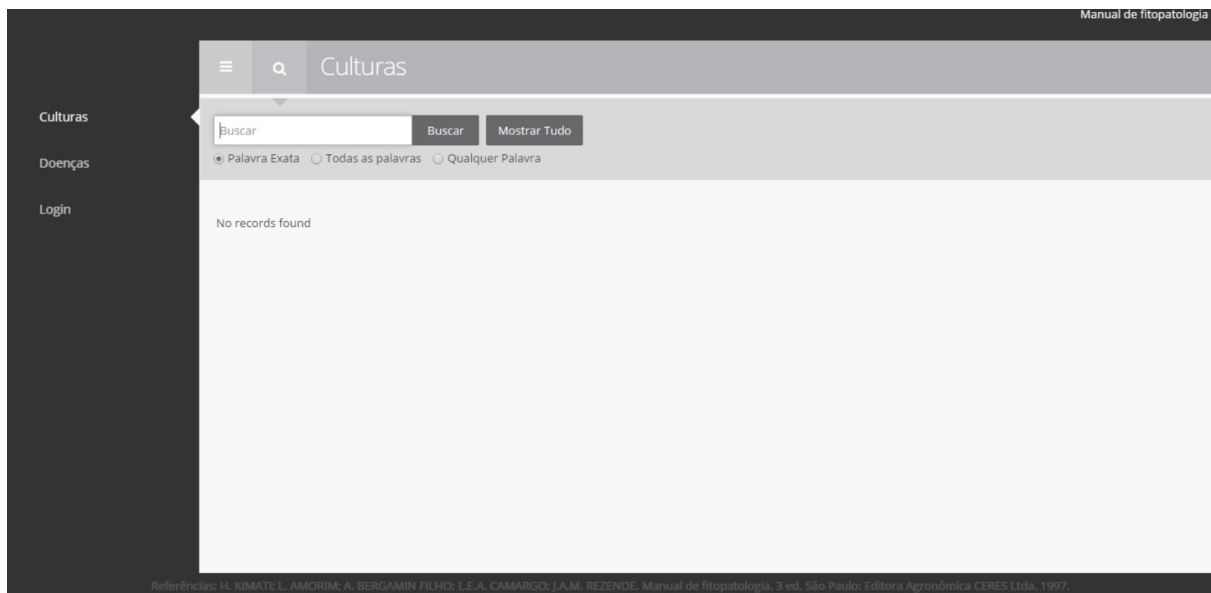 Manual de fitopatologia
Culturas
Culturas
Buscar Buscar Mostrar Tudo
Palavra Exata Todas as palavras Qualquer Palavra
Doenças
Login
No records found
Referências: H. KIMATI; L. AMORIM; A. BERGAMIN FILHO; L.E.A. CAMARGO; J.A.M. REZENDE. Manual de fitopatologia. 3 ed. São Paulo: Editora Agronômica CERES Ltda. 1997.